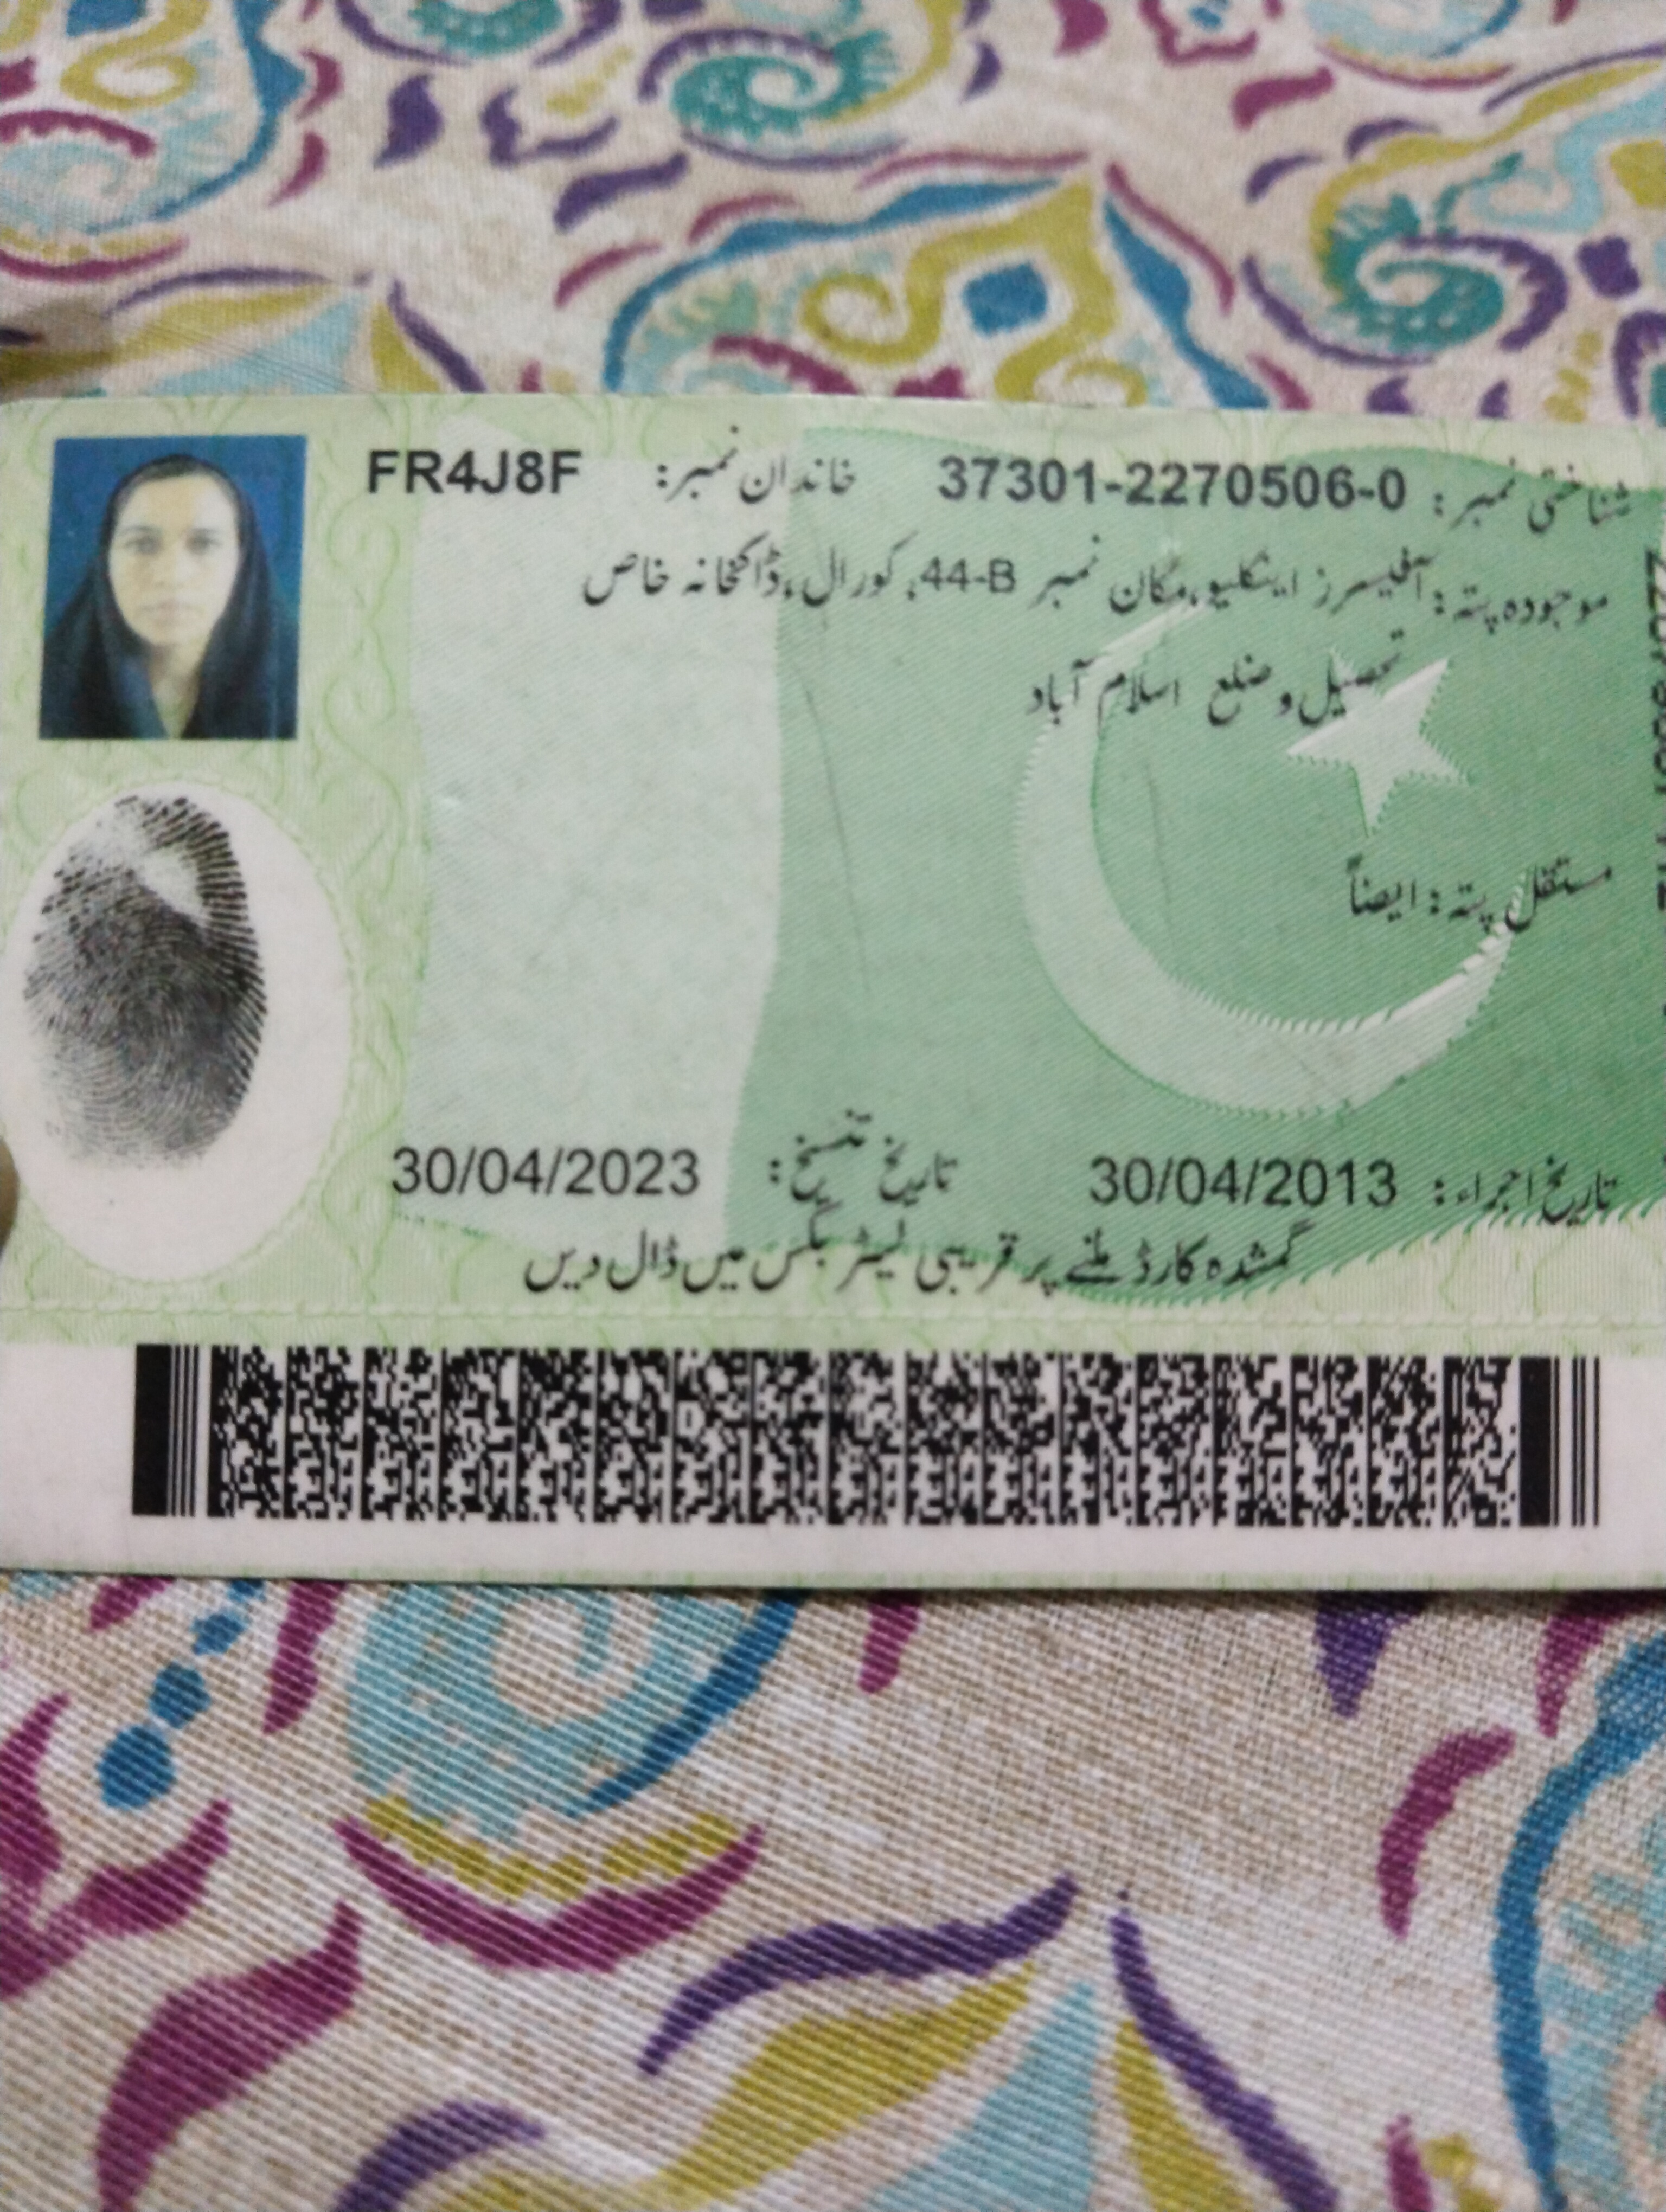 شناختی نمبر: 37301-2270506-0 خاندان نمبر: FR4J8F
موجودہ پتہ: آفیسرز اینکلیو، مکان نمبر 44-B، کورال، ڈاکخانہ خاص
تحصیل و ضلع اسلام آباد
مستقل پتہ: ایضاً
تاریخ اجراء: 30/04/2013 تاریخ تنسیخ: 30/04/2023
گمشدہ کارڈ ملنے پر قریبی لیٹر بکس میں ڈال دیں